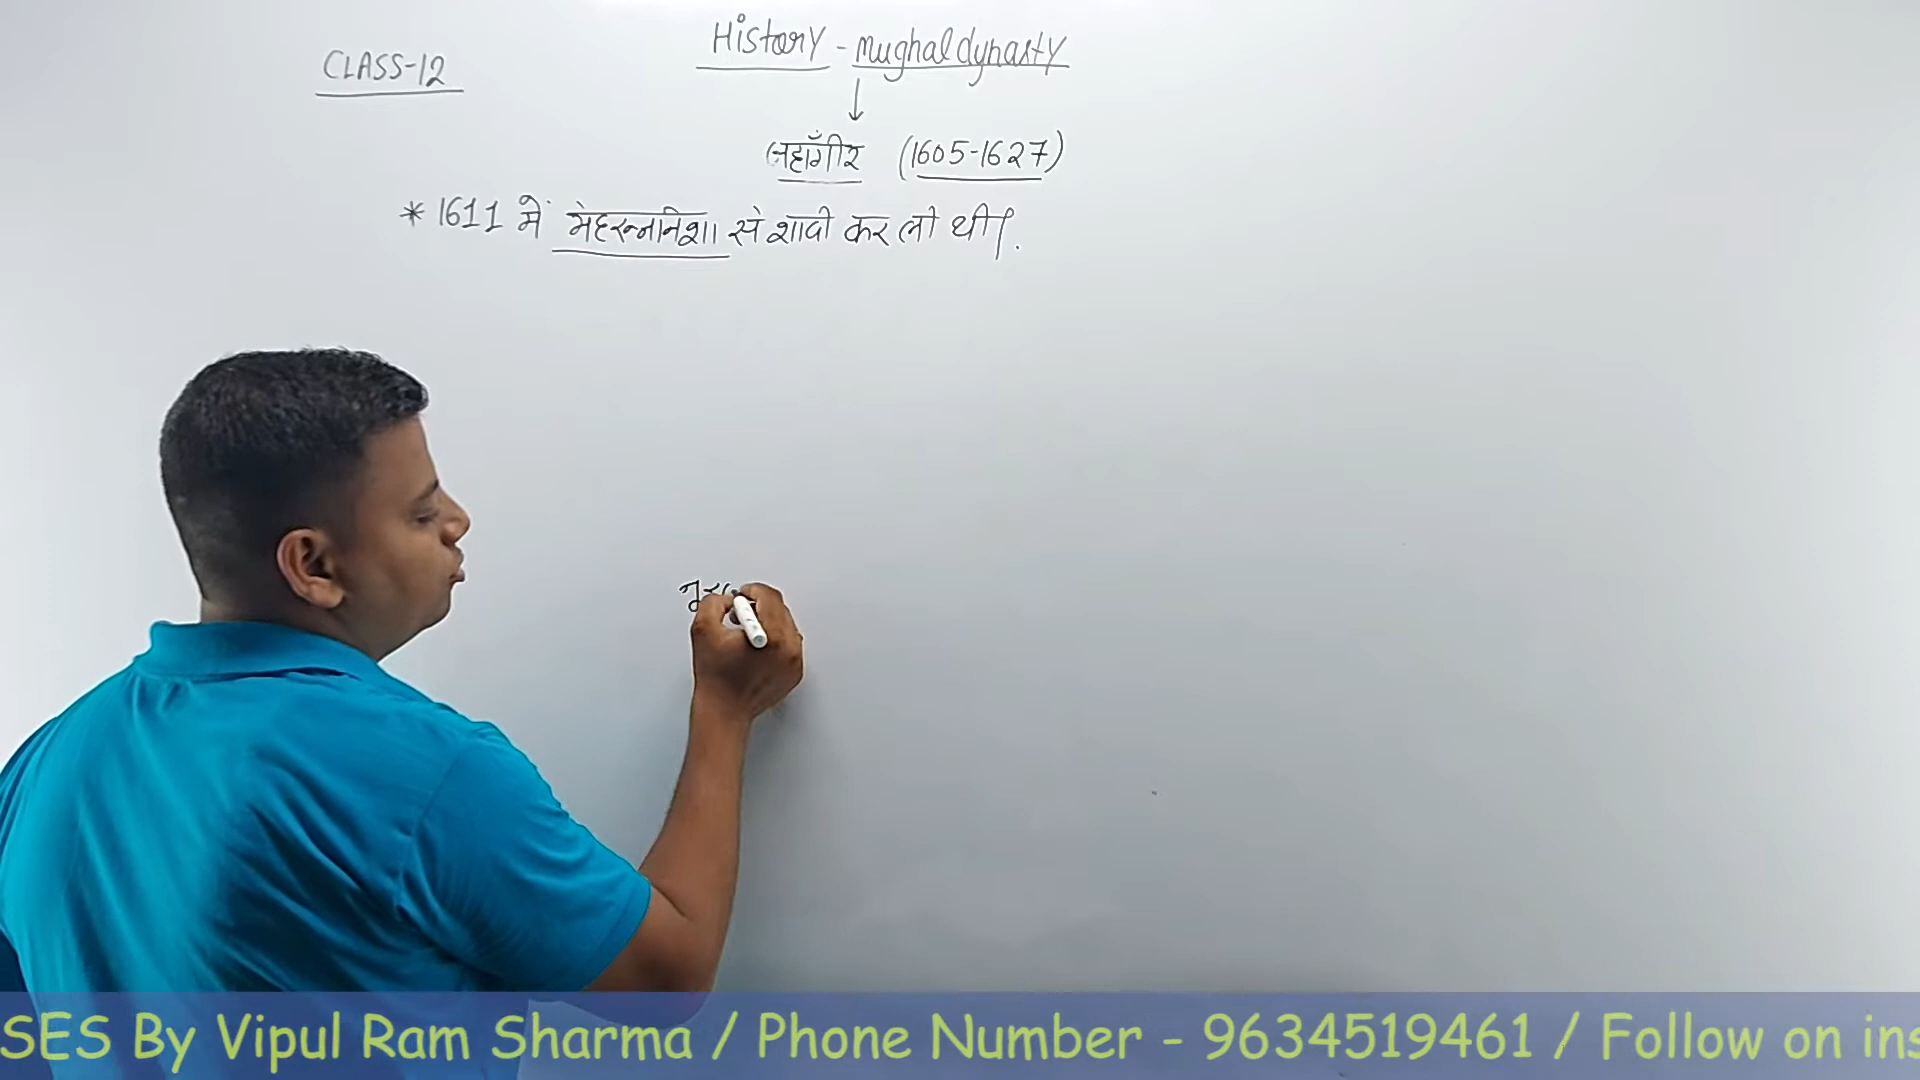 CLASS-12
History - mughal dynasty
जहाँगीर (1605-1627)
* 1611 में मेहरुन्ननिशा से शादी कर ली थी।.
नूर
SES By Vipul Ram Sharma / Phone Number - 9634519461 / Follow on ins